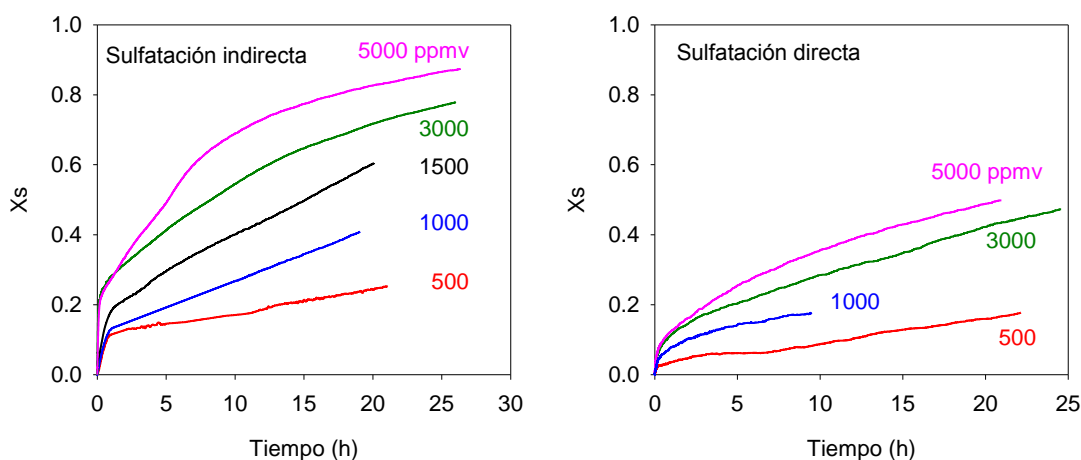 Sulfatación indirecta
5000 ppmv
3000
1500
1000
500
Xs
1.0
0.8
0.6
0.4
0.2
0.0
0 5 10 15 20 25 30
Tiempo (h)
Sulfatación directa
5000 ppmv
3000
1000
500
Xs
1.0
0.8
0.6
0.4
0.2
0.0
0 5 10 15 20 25
Tiempo (h)